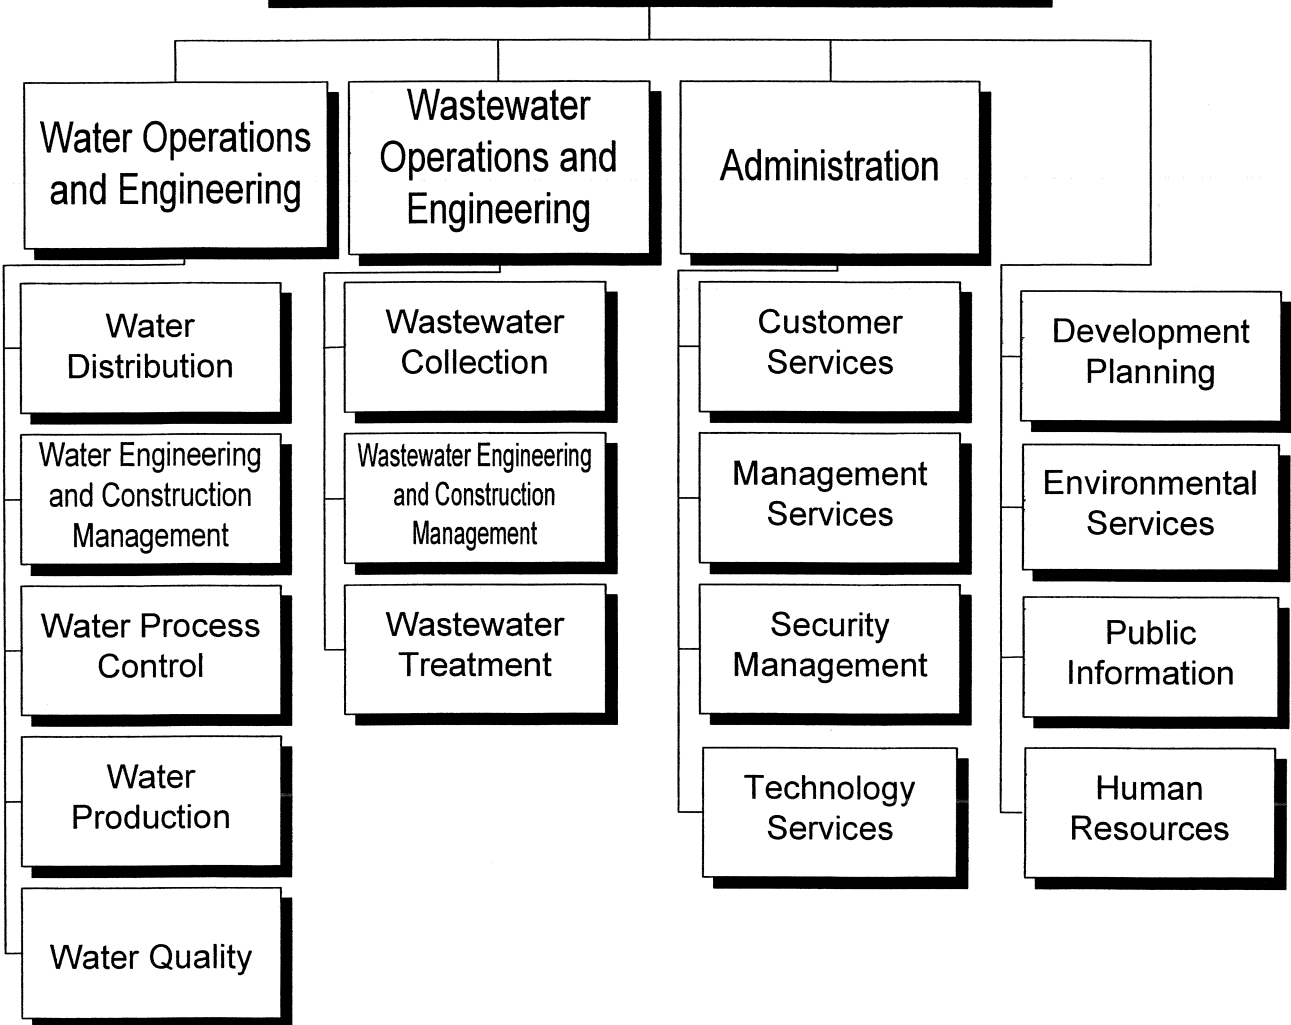 Water Operations
and Engineering
Wastewater
Operations and
Engineering
Administration
Water
Distribution
Water Engineering
and Construction
Management
Water Process
Control
Water
Production
Water Quality
Wastewater
Collection
Wastewater Engineering
and Construction
Management
Wastewater
Treatment
Customer
Services
Management
Services
Security
Management
Technology
Services
Development
Planning
Environmental
Services
Public
Information
Human
Resources